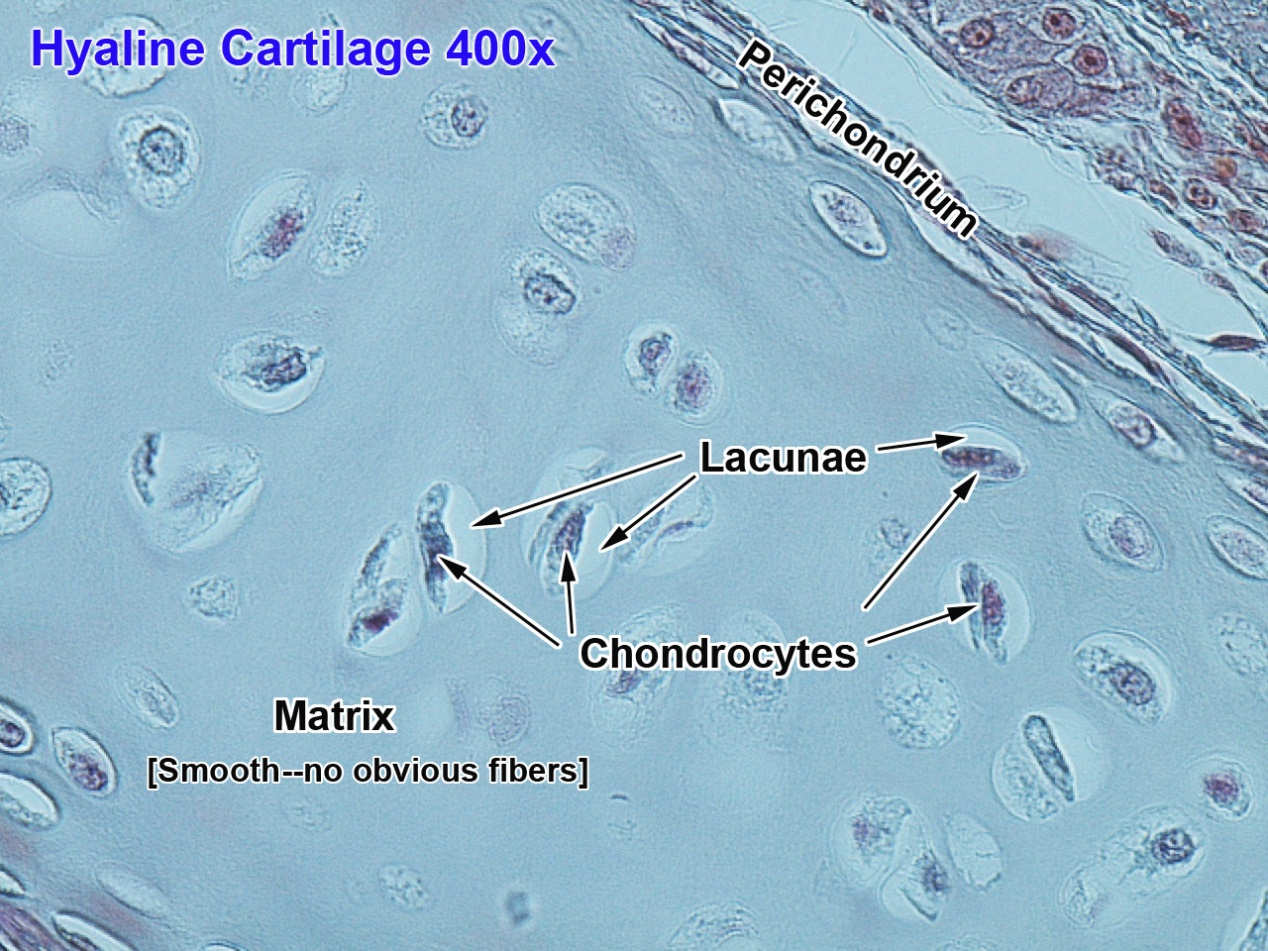 Hyaline Cartilage 400x
Perichondrium
Lacunae
Chondrocytes
Matrix
[Smooth--no obvious fibers]